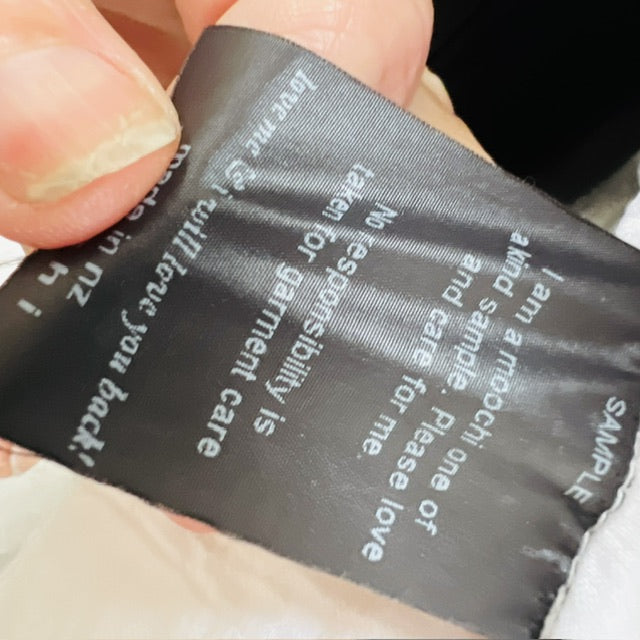 SAMPLE
I am a moochi one of
a kind sample. Please love
and care for me.
No responsibility is
taken for garment care
love me & i will love you back!
made in nz
h i